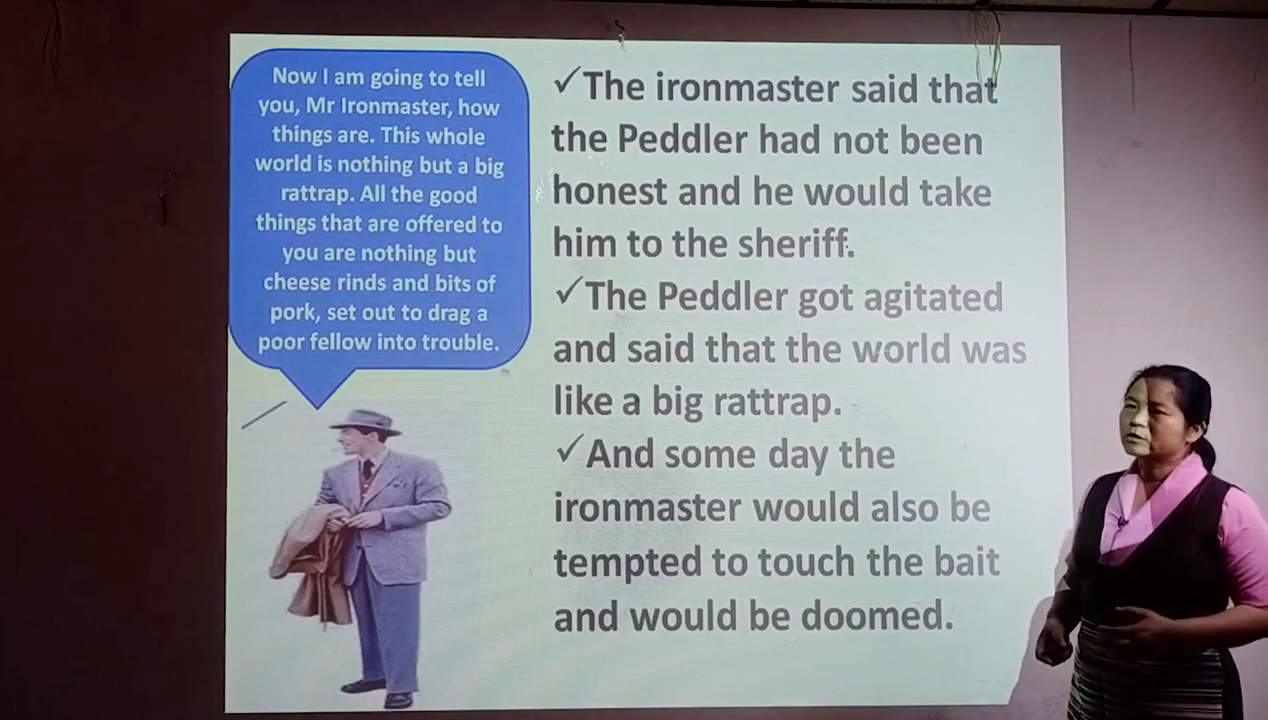 Now I am going to tell
you, Mr Ironmaster, how
things are. This whole
world is nothing but a big
rattrap. All the good
things that are offered to
you are nothing but
cheese rinds and bits of
pork, set out to drag a
poor fellow into trouble.
✓The ironmaster said that
the Peddler had not been
honest and he would take
him to the sheriff.
✓The Peddler got agitated
and said that the world was
like a big rattrap.
✓And some day the
ironmaster would also be
tempted to touch the bait
and would be doomed.